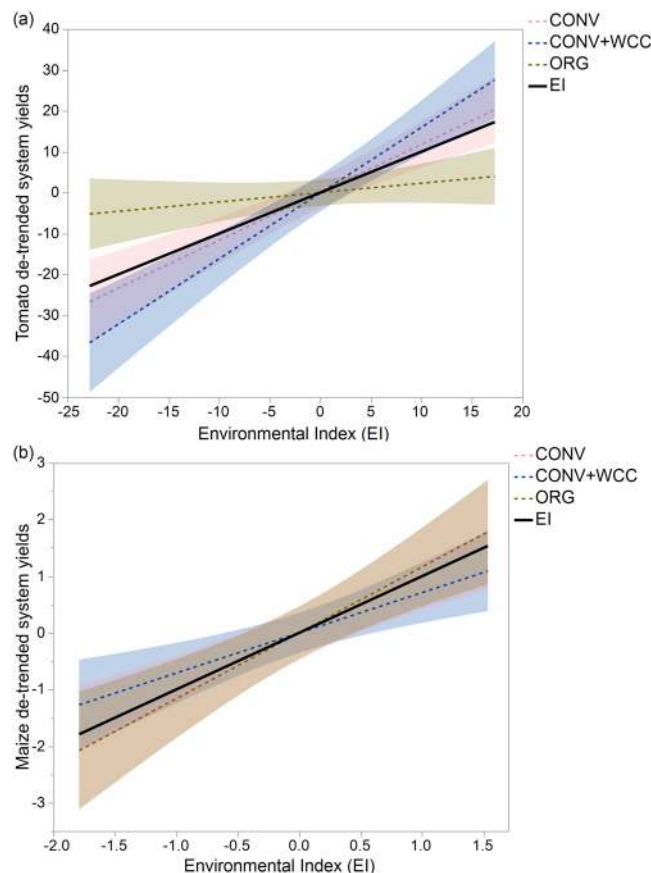 (a)
CONV
CONV+WCC
ORG
EI
40
30
20
10
0
-10
-20
-30
-40
-50
Tomato de-trended system yields
-25 -20 -15 -10 -5 0 5 10 15 20
Environmental Index (EI)
(b)
CONV
CONV+WCC
ORG
EI
3
2
1
0
-1
-2
-3
Maize de-trended system yields
-2.0 -1.5 -1.0 -0.5 0.0 0.5 1.0 1.5
Environmental Index (EI)